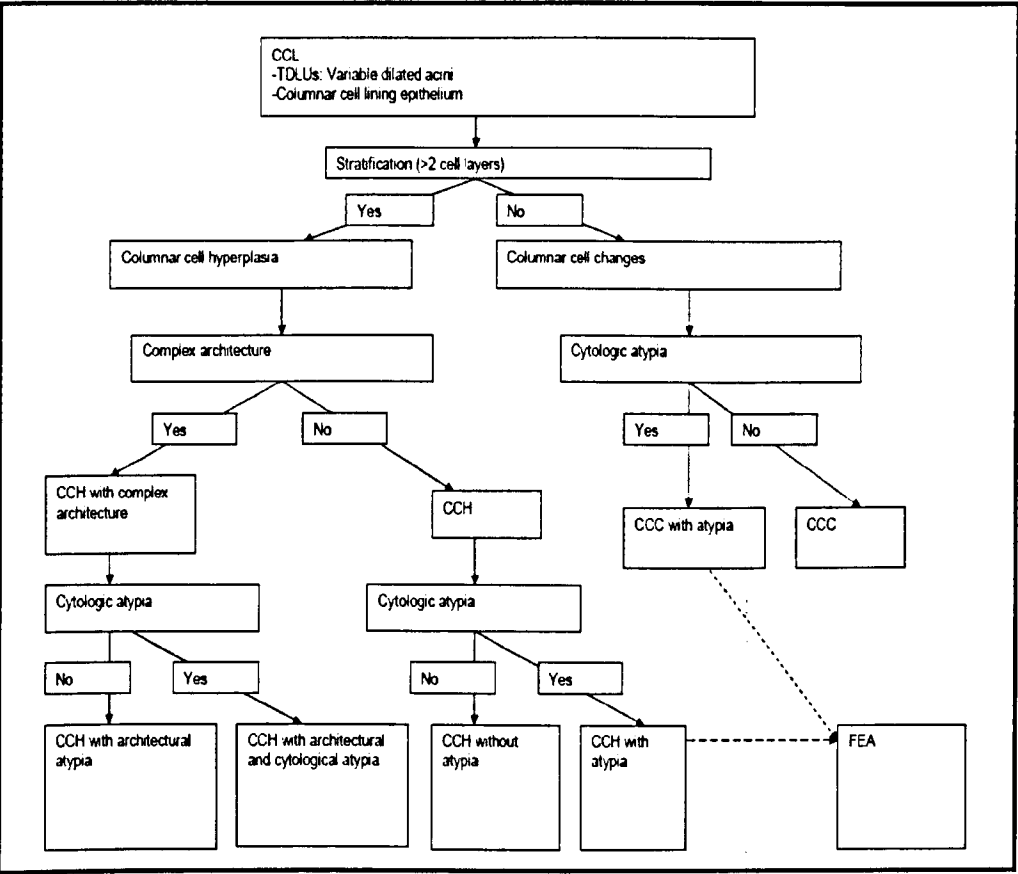 CCL
-TDLUs: Variable dilated acini
-Columnar cell lining epithelium
Stratification (>2 cell layers)
Yes
No
Columnar cell hyperplasia
Columnar cell changes
Complex architecture
Cytologic atypia
Yes
No
Yes
No
CCH with complex
architecture
CCH
CCC with atypia
CCC
Cytologic atypia
Cytologic atypia
No
Yes
No
Yes
CCH with architectural
atypia
CCH with architectural
and cytological atypia
CCH without
atypia
CCH with
atypia
FEA